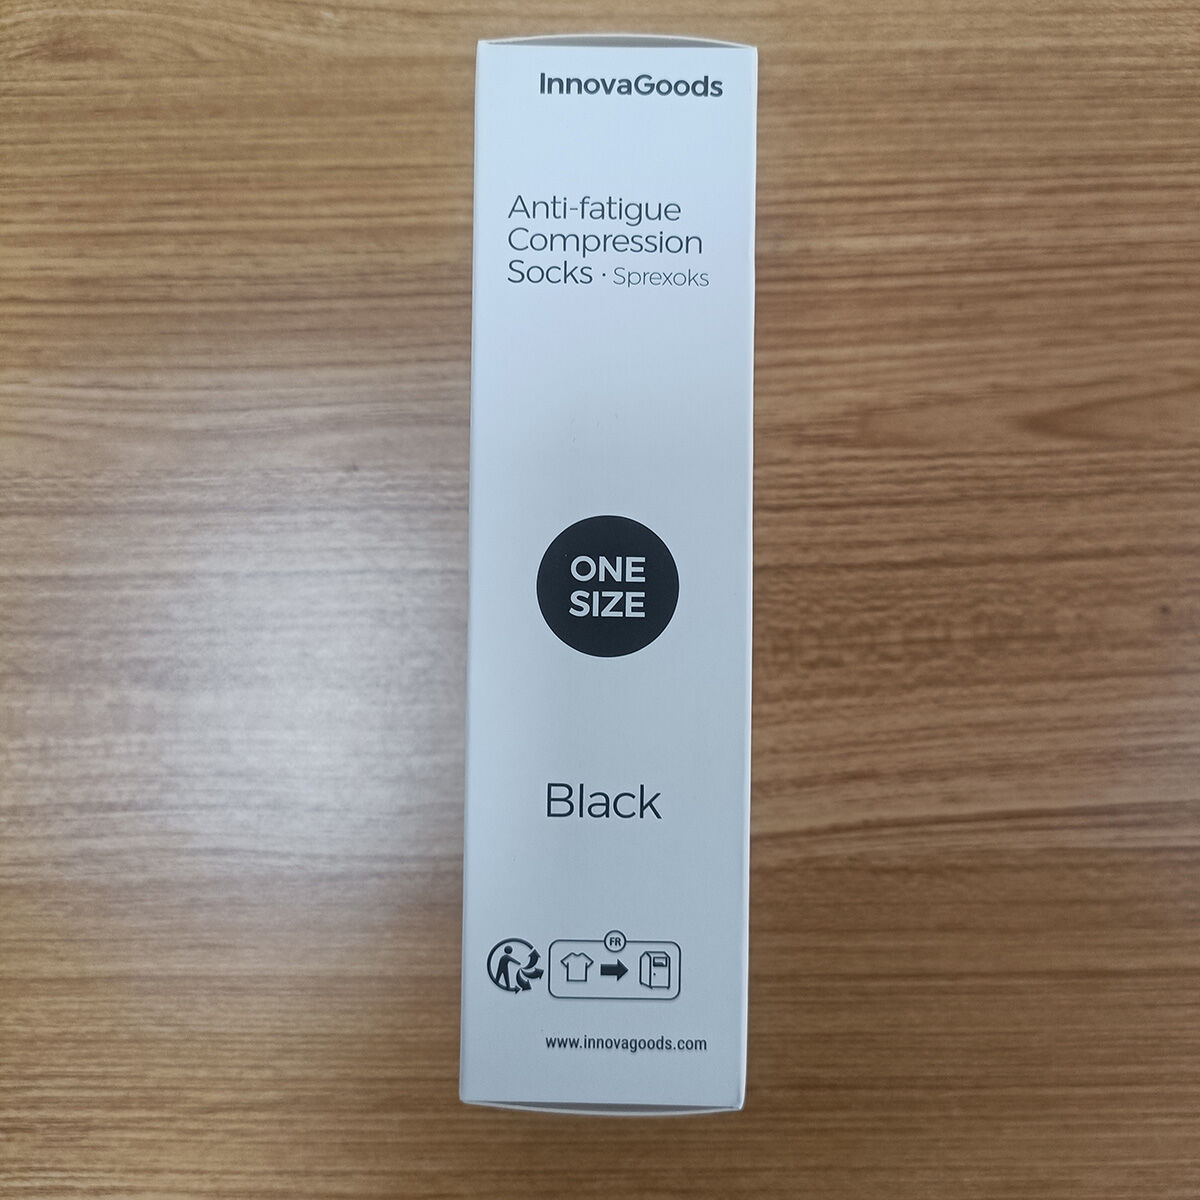 InnovaGoods
Anti-fatigue
Compression
Socks · Sprexoks
ONE
SIZE
Black
FR
www.innovagoods.com